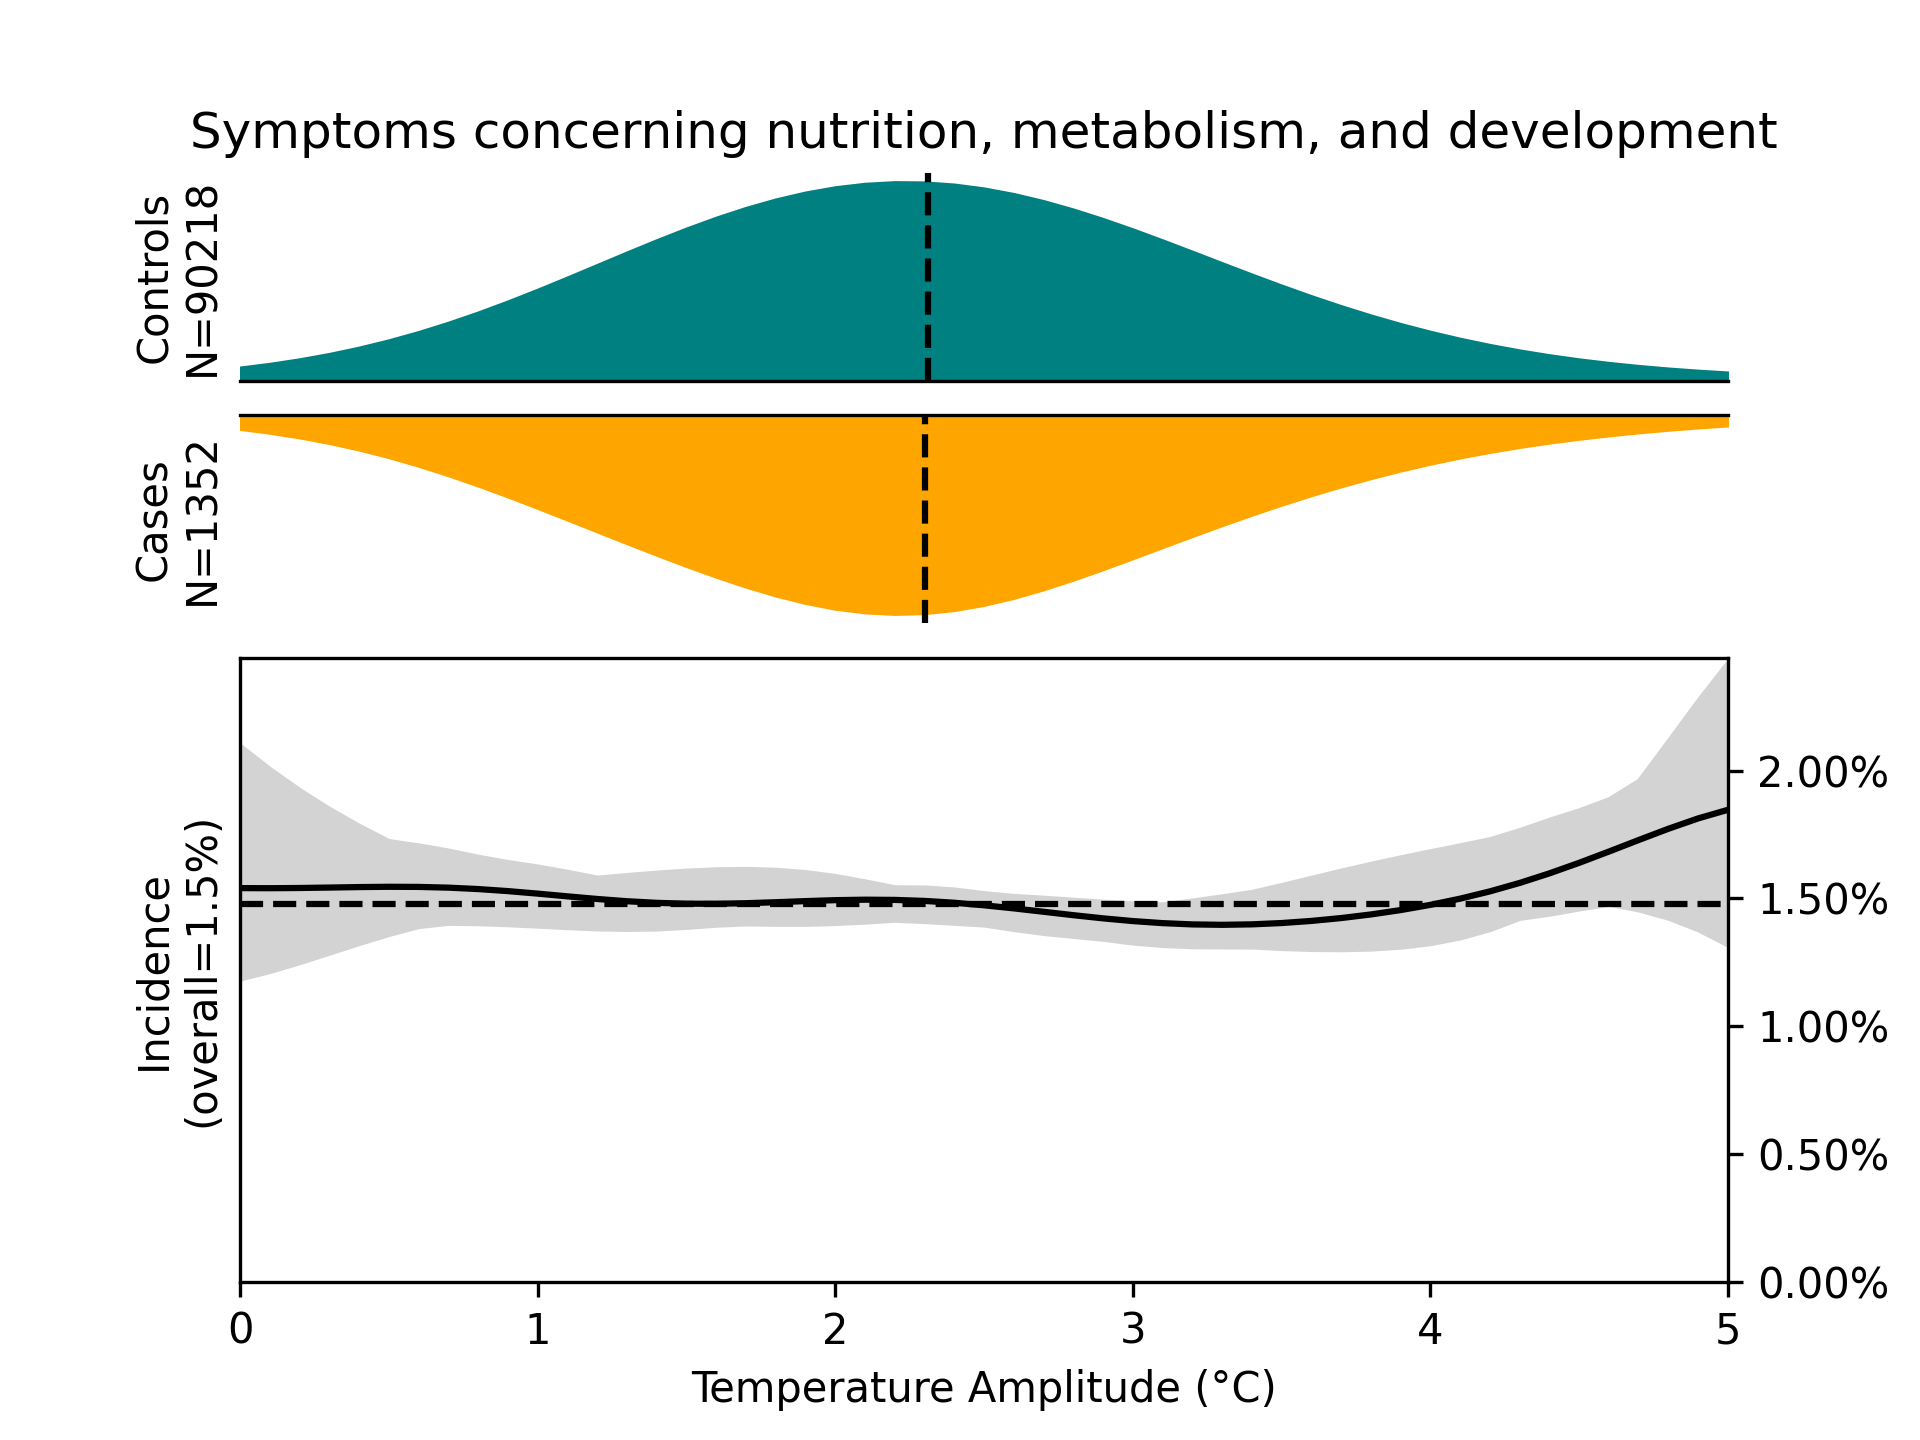 Symptoms concerning nutrition, metabolism, and development
Controls
N=90218
Cases
N=1352
Incidence
(overall=1.5%)
2.00%
1.50%
1.00%
0.50%
0.00%
0 1 2 3 4 5
Temperature Amplitude (°C)